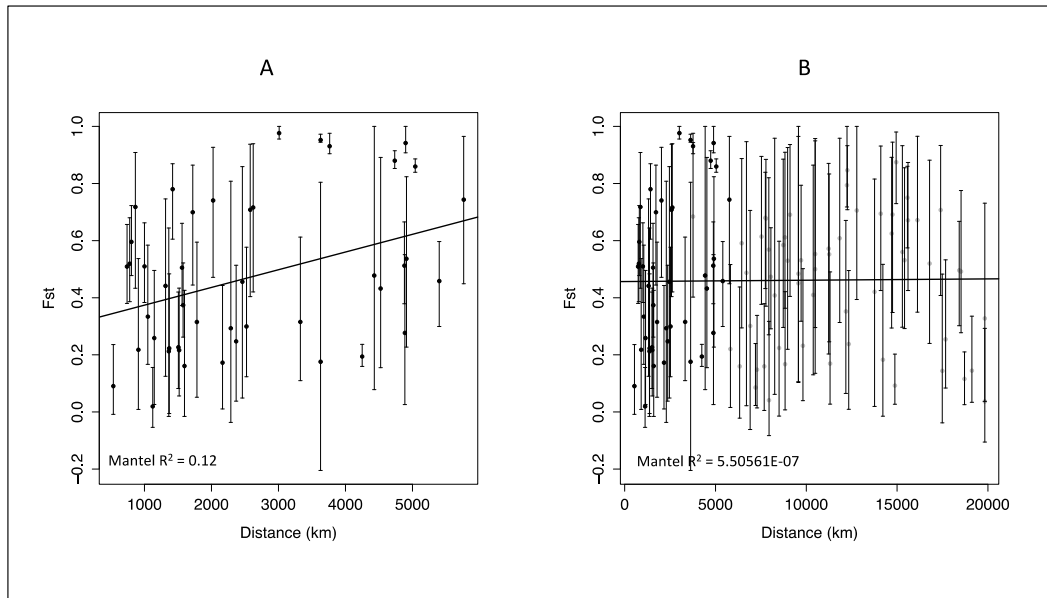 A
B
Fst
1.0
0.8
0.6
0.4
0.2
0.0
−0.2
Mantel R² = 0.12
1000 2000 3000 4000 5000
Distance (km)
Fst
1.0
0.8
0.6
0.4
0.2
0.0
−0.2
Mantel R² = 5.50561E-07
0 5000 10000 15000 20000
Distance (km)